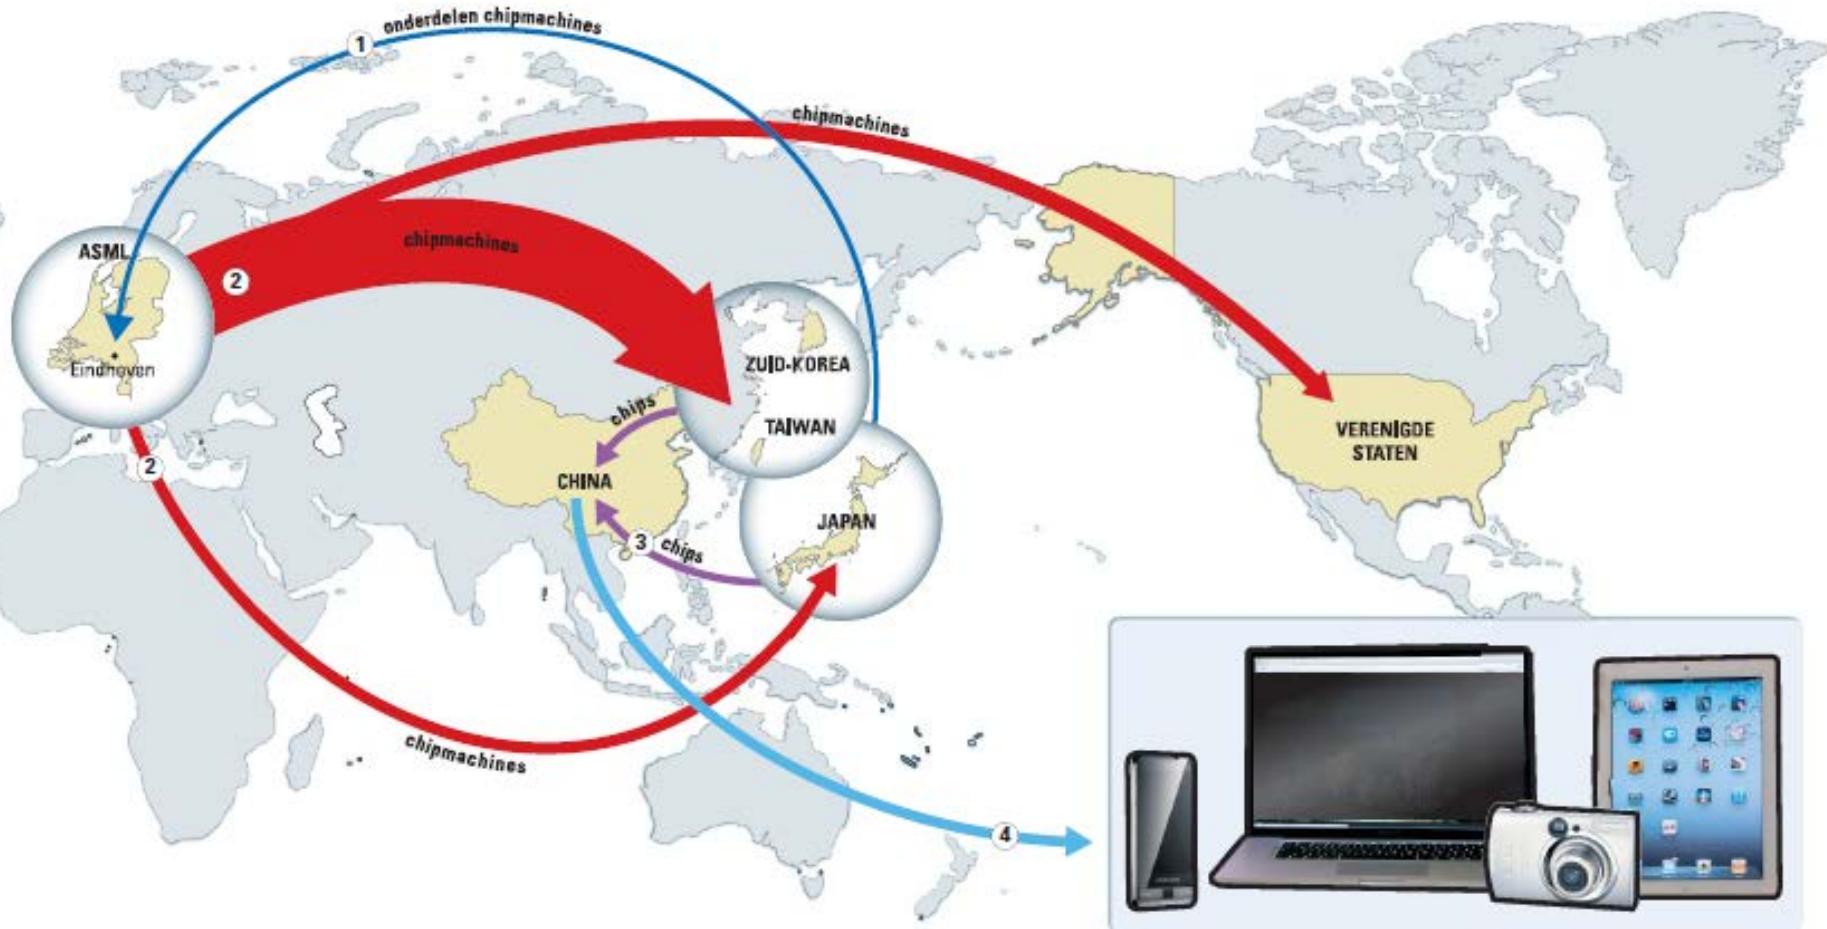 onderdelen chipmachines
1
chipmachines
chipmachines
2
ASML
Eindhoven
ZUID-KOREA
TAIWAN
chips
CHINA
JAPAN
3 chips
2
chipmachines
VERENIGDE
STATEN
4